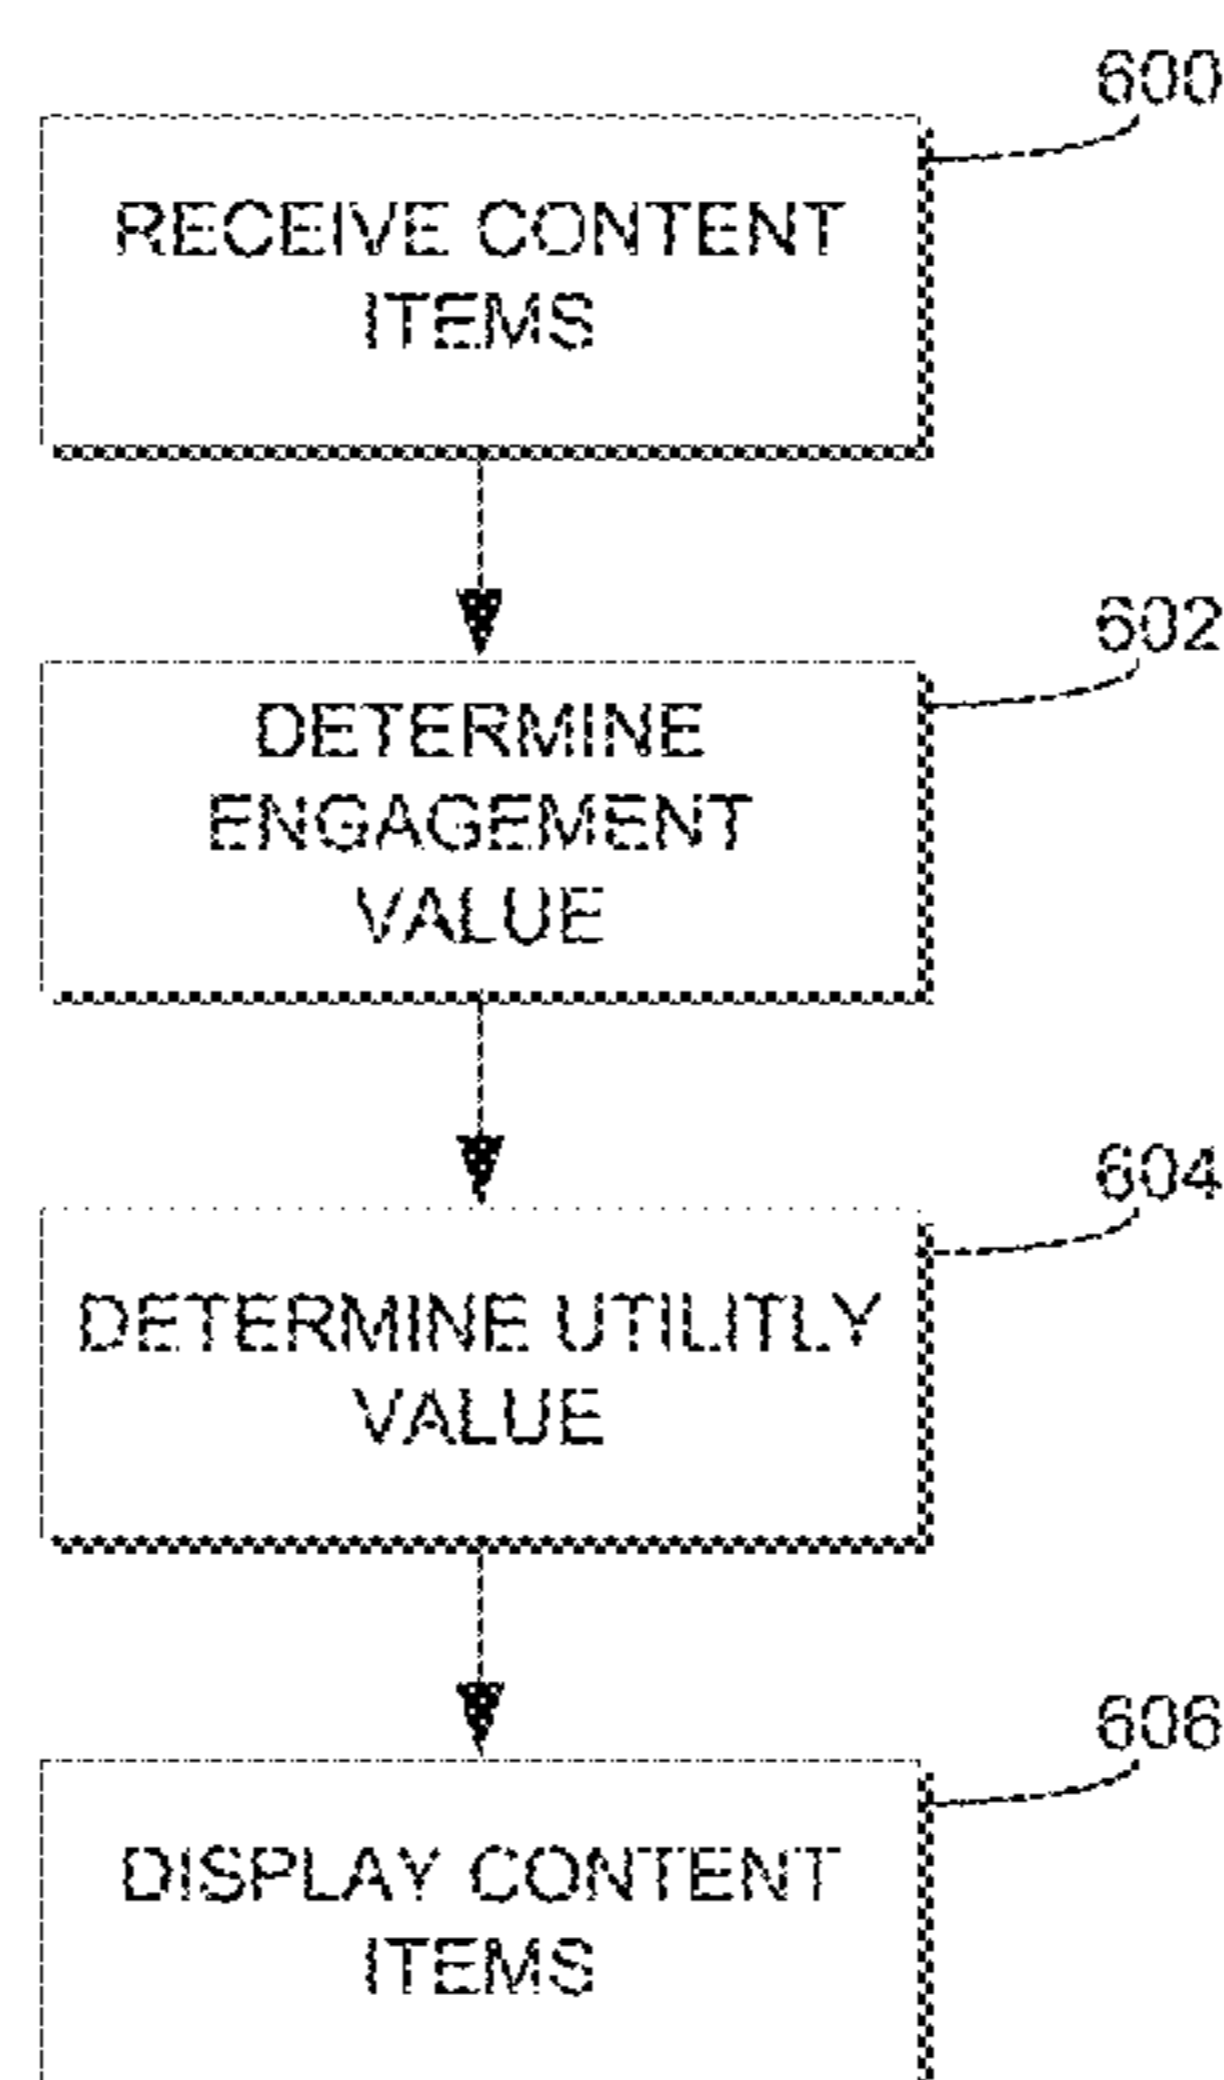 600
RECEIVE CONTENT
ITEMS
602
DETERMINE
ENGAGEMENT
VALUE
604
DETERMINE UTILITLY
VALUE
606
DISPLAY CONTENT
ITEMS